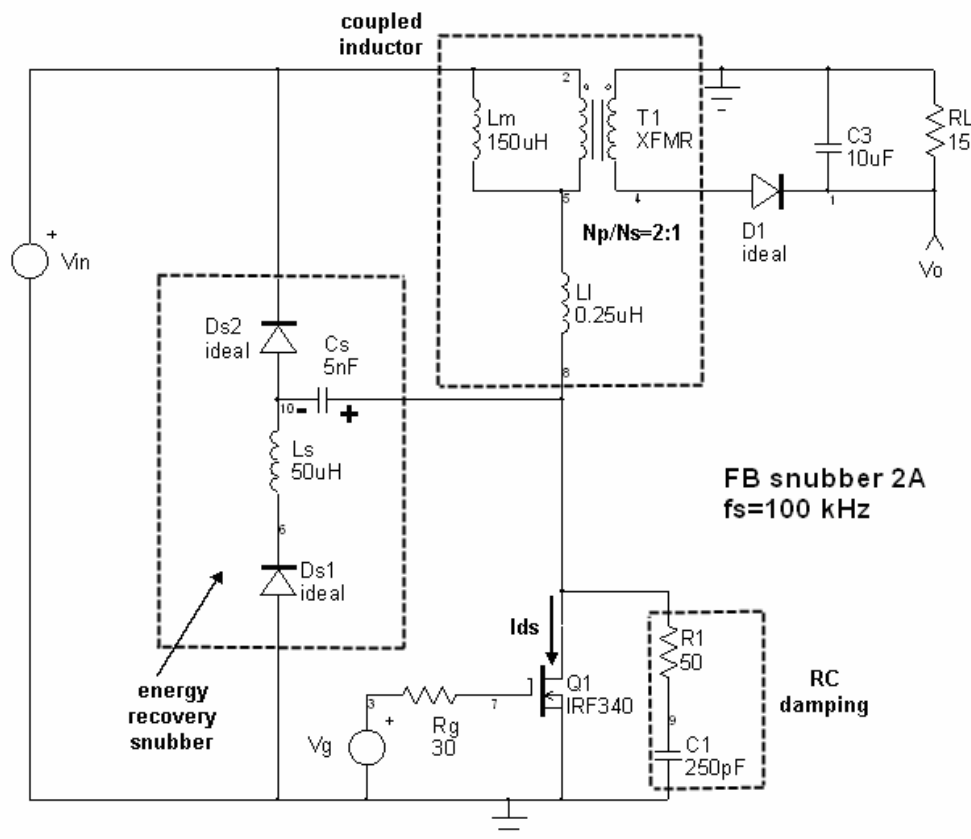 coupled
inductor
2
Lm
150uH
T1
XFMR
C3
10uF
RL
15
5
4
1
D1
ideal
Np/Ns=2:1
Vo
+
Vin
Ll
0.25uH
Ds2
ideal
Cs
5nF
8
10
-
+
Ls
50uH
FB snubber 2A
fs=100 kHz
6
Ds1
ideal
Ids
R1
50
RC
damping
energy
recovery
snubber
3
Rg
30
7
Q1
IRF340
9
+
Vg
C1
250pF